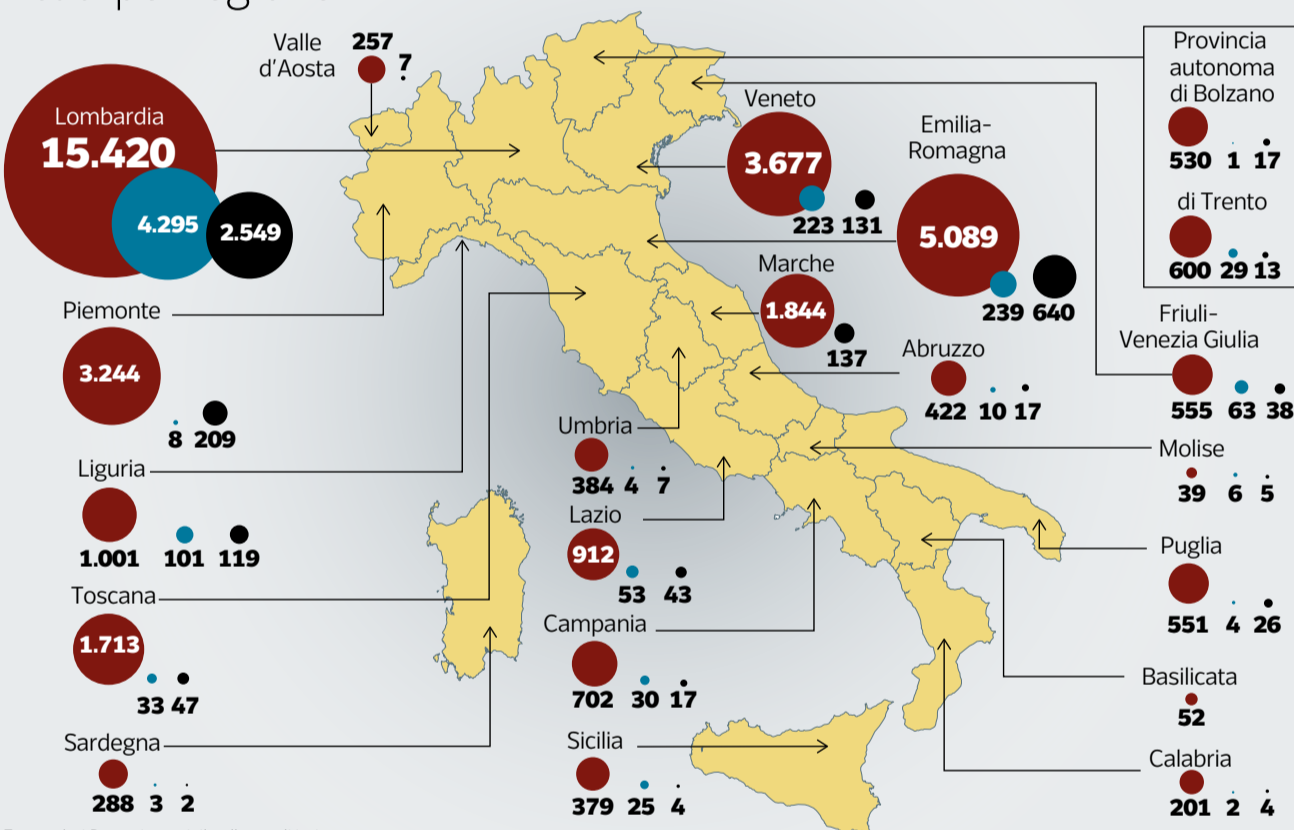 Valle
d'Aosta
257
7
Lombardia
15.420
4.295
2.549
Piemonte
3.244
8 209
Liguria
1.001 101 119
Toscana
1.713
33 47
Sardegna
288 3 2
Veneto
3.677
223 131
Emilia-
Romagna
5.089
239 640
Marche
1.844
137
Abruzzo
422 10 17
Umbria
384 4 7
Lazio
912
53 43
Campania
702 30 17
Sicilia
379 25 4
Provincia
autonoma
di Bolzano
530 1 17
di Trento
600 29 13
Friuli-
Venezia Giulia
555 63 38
Molise
39 6 5
Puglia
551 4 26
Basilicata
52
Calabria
201 2 4